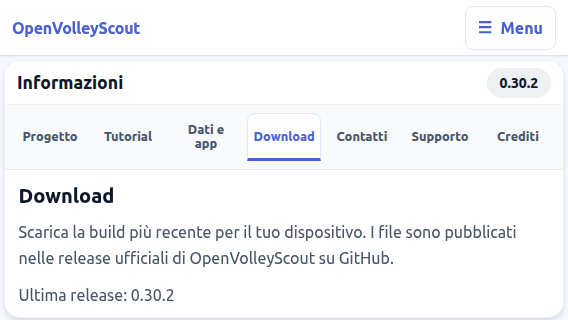 OpenVolleyScout
☰ Menu
Informazioni
0.30.2
Progetto
Tutorial
Dati e
app
Download
Contatti
Supporto
Crediti
Download
Scarica la build più recente per il tuo dispositivo. I file sono pubblicati
nelle release ufficiali di OpenVolleyScout su GitHub.
Ultima release: 0.30.2